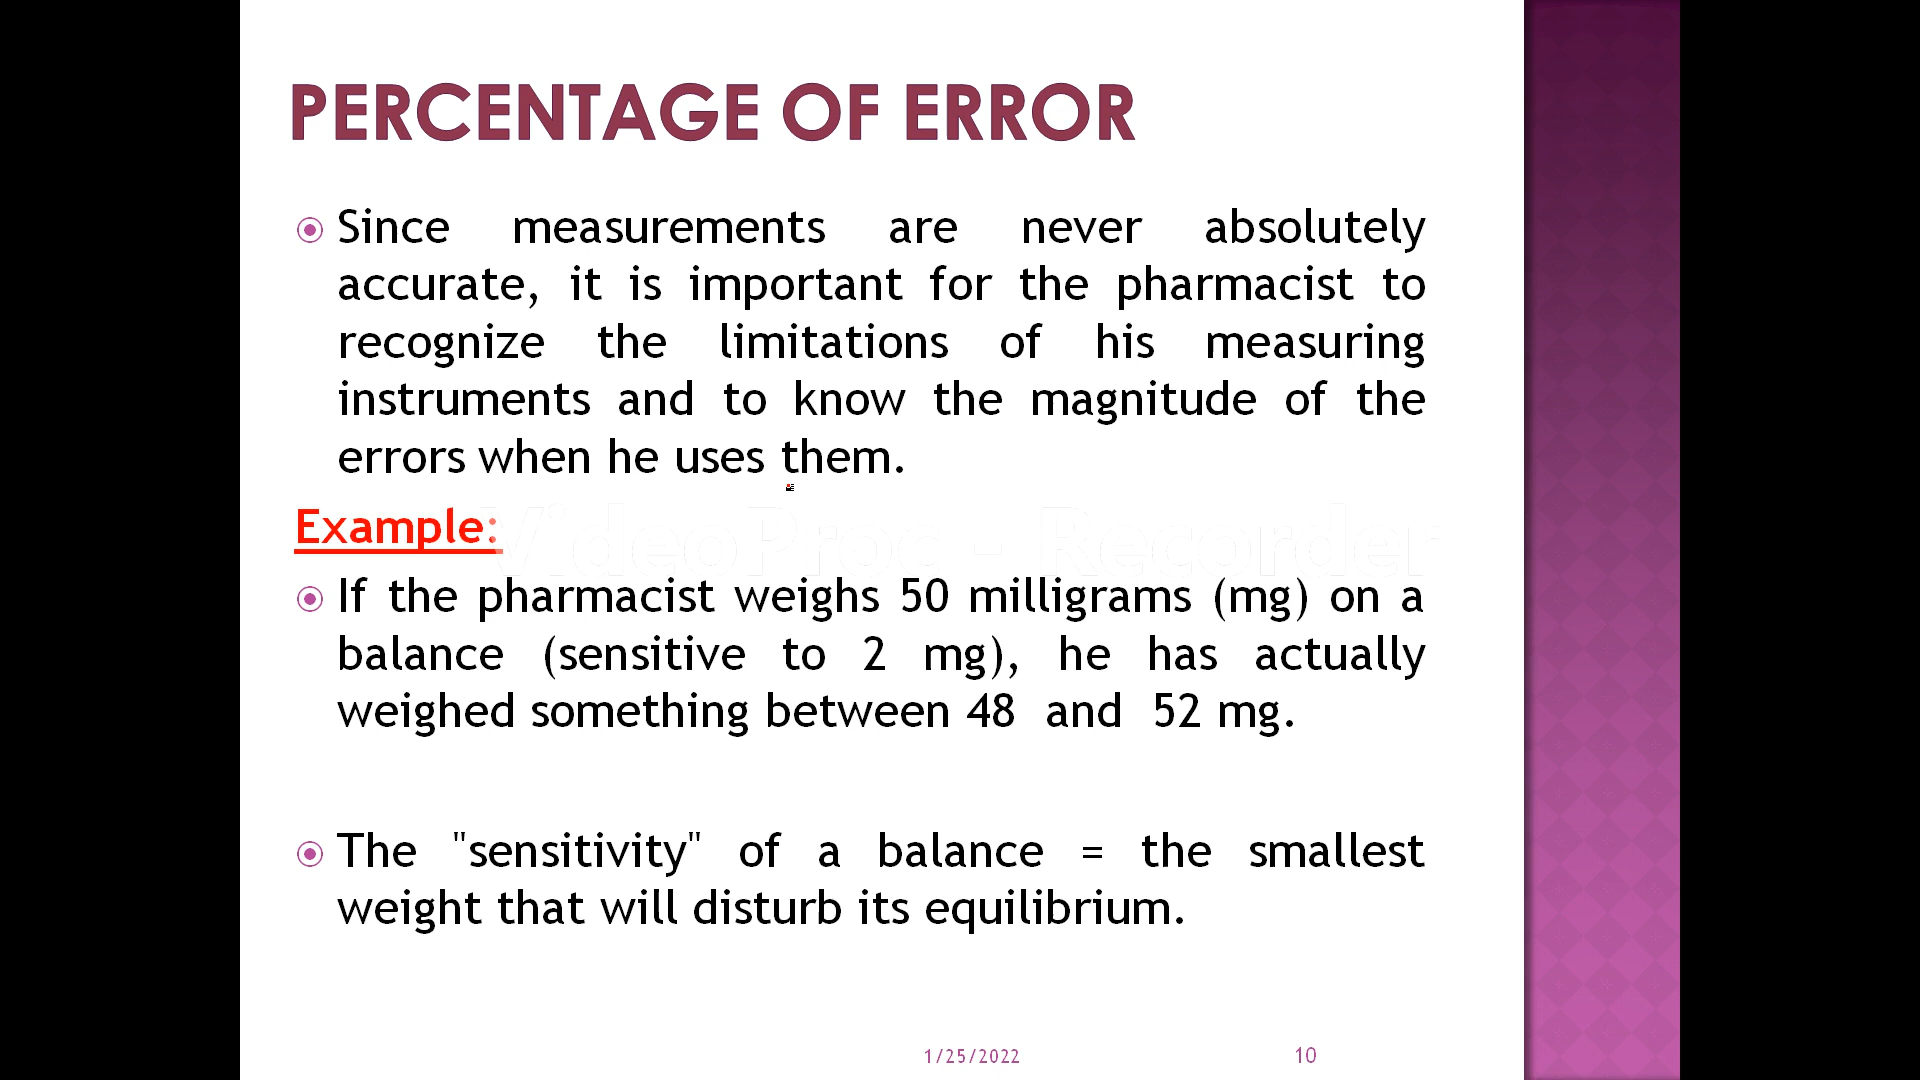 PERCENTAGE OF ERROR
Since measurements are never absolutely
accurate, it is important for the pharmacist to
recognize the limitations of his measuring
instruments and to know the magnitude of the
errors when he uses them.
Example:
VideoProc - Recorder
If the pharmacist weighs 50 milligrams (mg) on a
balance (sensitive to 2 mg), he has actually
weighed something between 48 and 52 mg.
The "sensitivity" of a balance = the smallest
weight that will disturb its equilibrium.
1/25/2022
10